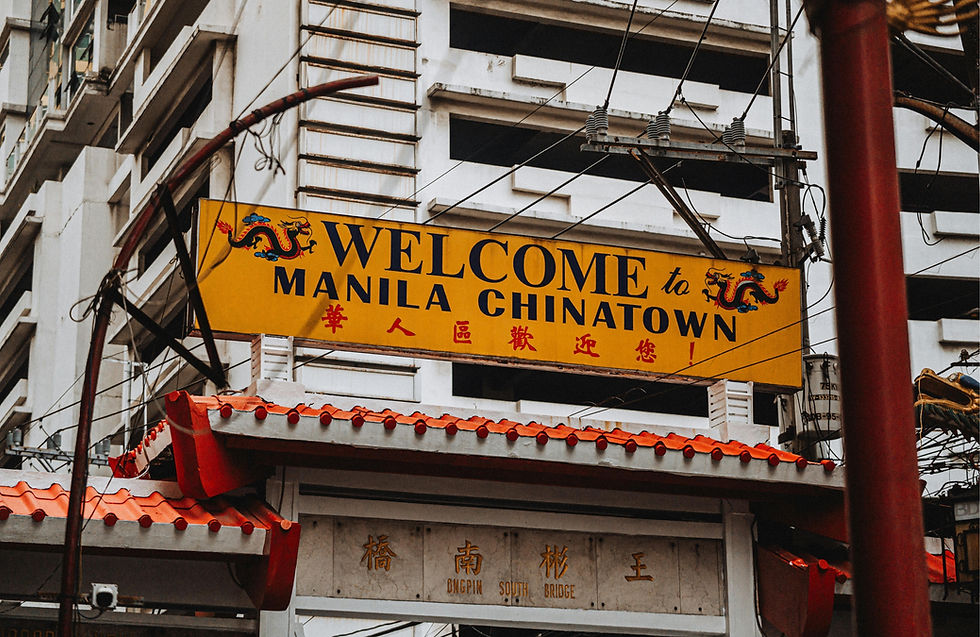 WELCOME to
MANILA CHINATOWN
華人區歡迎您!
橋南彬王
ONGPIN SOUTH BRIDGE